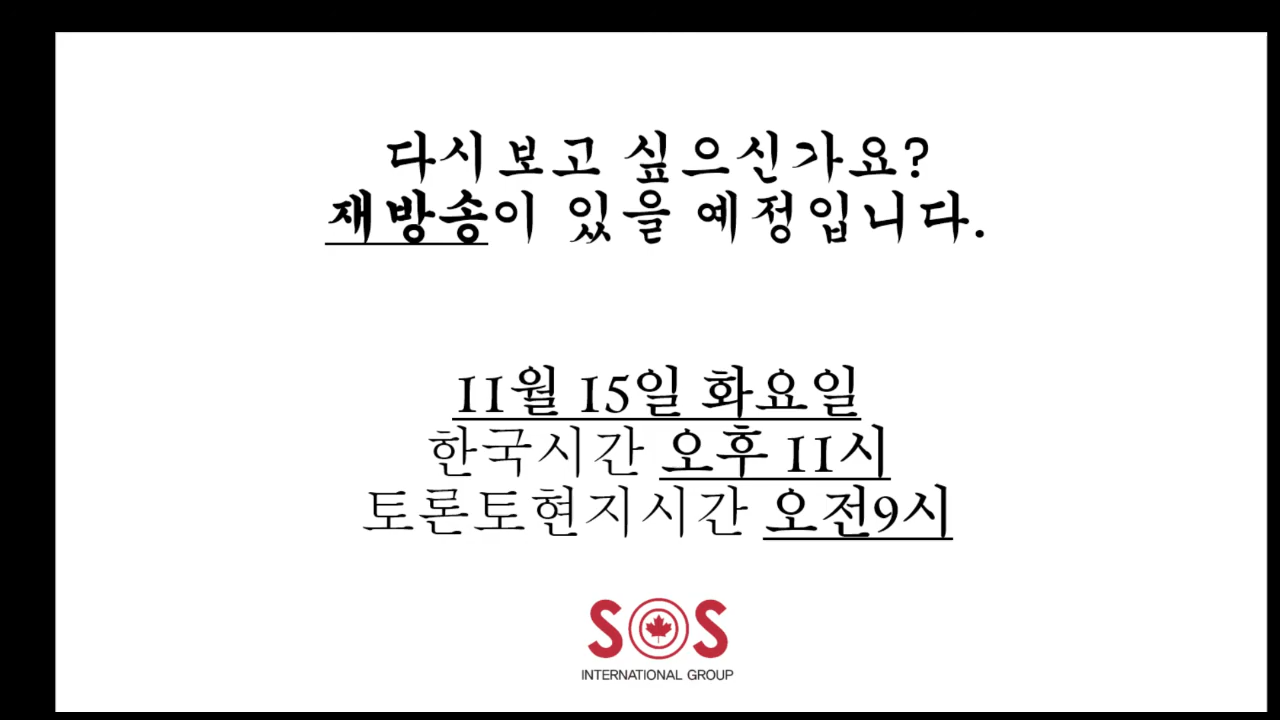 다시보고 싶으신가요?
재방송이 있을 예정입니다.
11월 15일 화요일
한국시간 오후 11시
토론토현지시간 오전9시
SOS
INTERNATIONAL GROUP